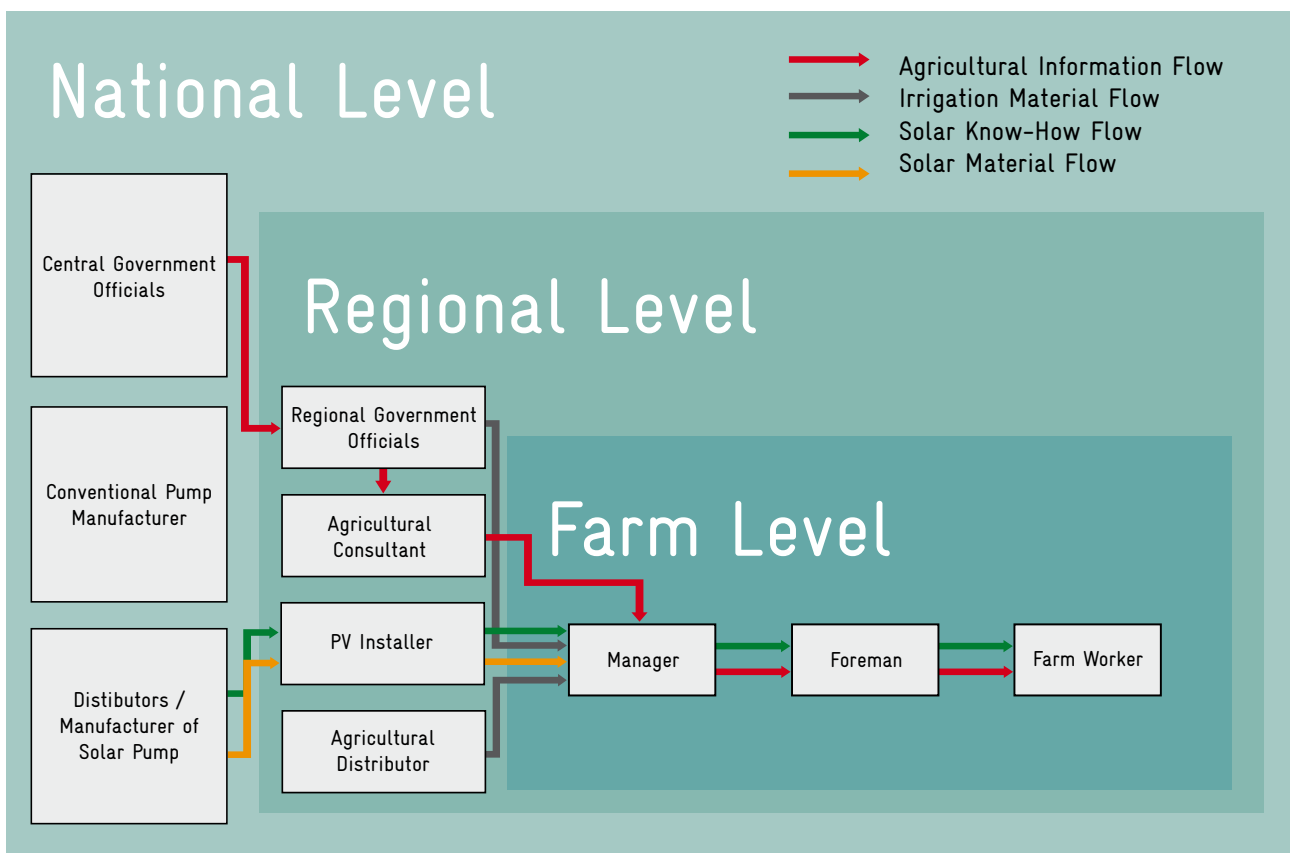 National Level
Agricultural Information Flow
Irrigation Material Flow
Solar Know-How Flow
Solar Material Flow
Central Government
Officials
Regional Level
Regional Government
Officials
Conventional Pump
Manufacturer
Agricultural
Consultant
Farm Level
PV Installer
Manager
Foreman
Farm Worker
Distibutors /
Manufacturer of
Solar Pump
Agricultural
Distributor